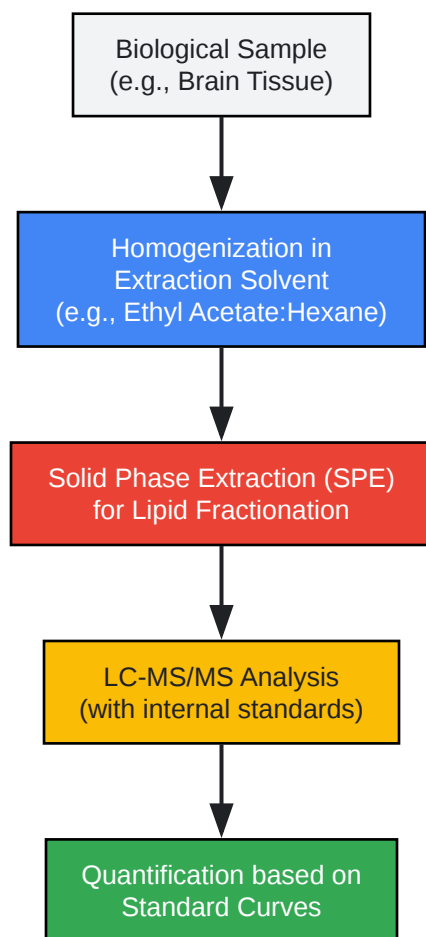 Biological Sample
(e.g., Brain Tissue)
Homogenization in
Extraction Solvent
(e.g., Ethyl Acetate:Hexane)
Solid Phase Extraction (SPE)
for Lipid Fractionation
LC-MS/MS Analysis
(with internal standards)
Quantification based on
Standard Curves